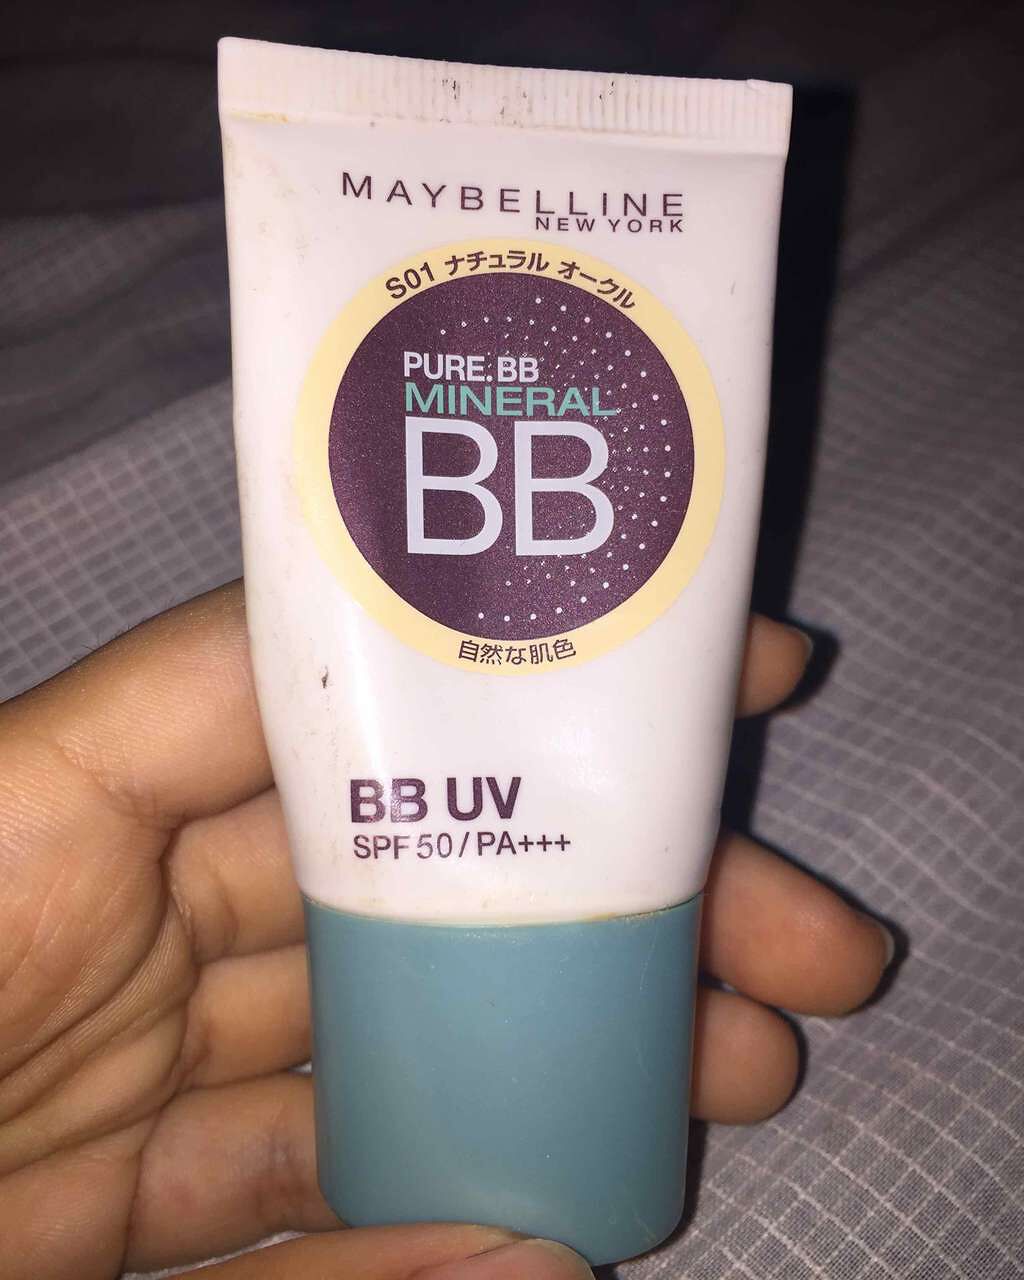 MAYBELLINE
NEW YORK
S01 ナチュラル オークル
PURE.BB
MINERAL
BB
自然な肌色
BB UV
SPF 50/PA+++